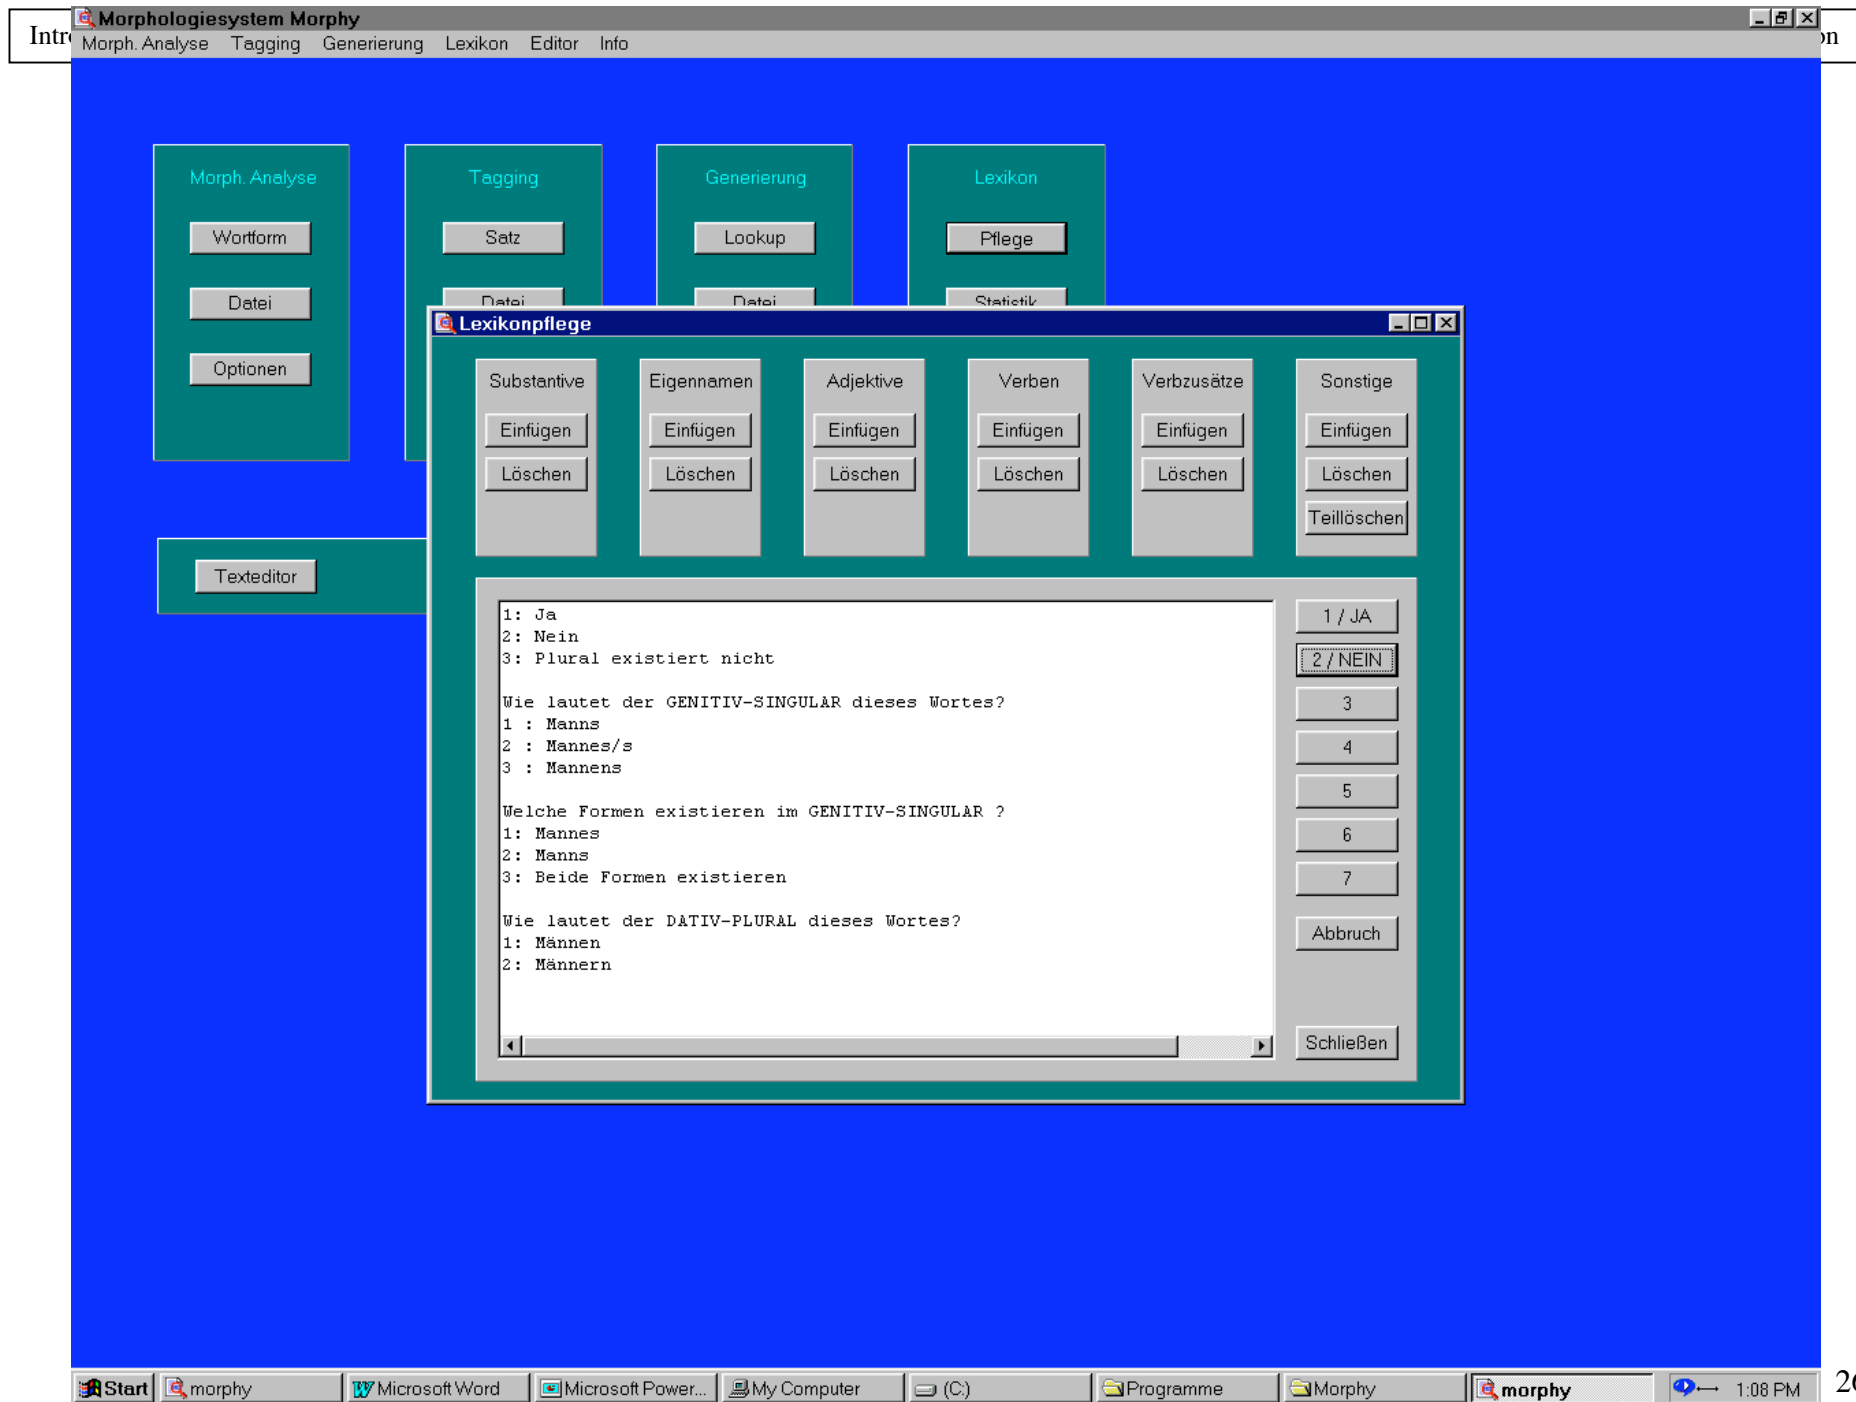 Morphologiesystem Morphy
Morph. Analyse Tagging Generierung Lexikon Editor Info
Morph. Analyse
Wortform
Datei
Optionen
Tagging
Satz
Datei
Generierung
Lookup
Datei
Lexikon
Pflege
Statistik
Texteditor
Lexikonpflege
Substantive
Einfügen
Löschen
Eigennamen
Einfügen
Löschen
Adjektive
Einfügen
Löschen
Verben
Einfügen
Löschen
Verbzusätze
Einfügen
Löschen
Sonstige
Einfügen
Löschen
Teillöschen
1: Ja
2: Nein
3: Plural existiert nicht
Wie lautet der GENITIV-SINGULAR dieses Wortes?
1 : Manns
2 : Mannes/s
3 : Mannens
Welche Formen existieren im GENITIV-SINGULAR ?
1: Mannes
2: Manns
3: Beide Formen existieren
Wie lautet der DATIV-PLURAL dieses Wortes?
1: Männen
2: Männern
1 / JA
2 / NEIN
3
4
5
6
7
Abbruch
Schließen
Start morphy Microsoft Word Microsoft Power... My Computer (C:) Programme Morphy morphy 1:08 PM